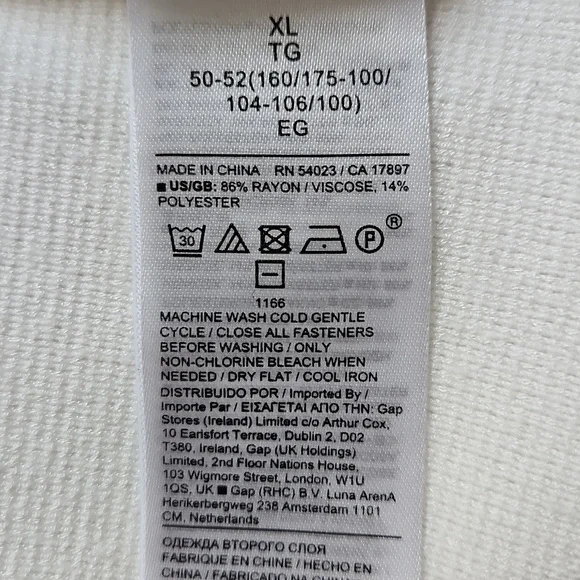 XL
TG
50-52(160/175-100/
104-106/100)
EG
MADE IN CHINA RN 54023 / CA 17897
■ US/GB: 86% RAYON / VISCOSE, 14%
POLYESTER
30
P
®
1166
MACHINE WASH COLD GENTLE
CYCLE / CLOSE ALL FASTENERS
BEFORE WASHING / ONLY
NON-CHLORINE BLEACH WHEN
NEEDED / DRY FLAT / COOL IRON
DISTRIBUIDO POR / Imported By /
Importe Par / ΕΙΣΑΓΕΤΑΙ ΑΠΟ ΤΗΝ: Gap
Stores (Ireland) Limited c/o Arthur Cox,
10 Earlsfort Terrace, Dublin 2, D02
T380, Ireland, Gap (UK Holdings)
Limited, 2nd Floor Nations House,
103 Wigmore Street, London, W1U
1QS, UK ■ Gap (RHC) B.V. Luna ArenA
Herikerbergweg 238 Amsterdam 1101
CM, Netherlands
ОДЕЖДА ВТОРОГО СЛОЯ
FABRIQUE EN CHINE / HECHO EN
CHINA / FABRICADO NA CHINA